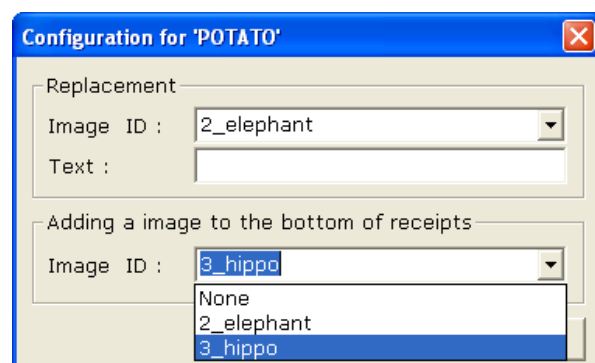 Configuration for 'POTATO'
Replacement
Image ID : 2_elephant
Text :
Adding a image to the bottom of receipts
Image ID : 3_hippo
None
2_elephant
3_hippo